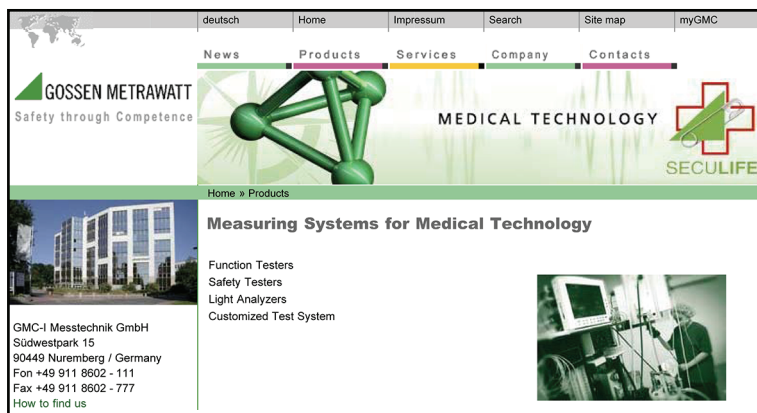 deutsch Home Impressum Search Site map myGMC
News Products Services Company Contacts
GOSSEN METRAWATT
Safety through Competence
MEDICAL TECHNOLOGY
SECULIFE
Home » Products
Measuring Systems for Medical Technology
Function Testers
Safety Testers
Light Analyzers
Customized Test System
GMC-I Messtechnik GmbH
Südwestpark 15
90449 Nuremberg / Germany
Fon +49 911 8602 - 111
Fax +49 911 8602 - 777
How to find us